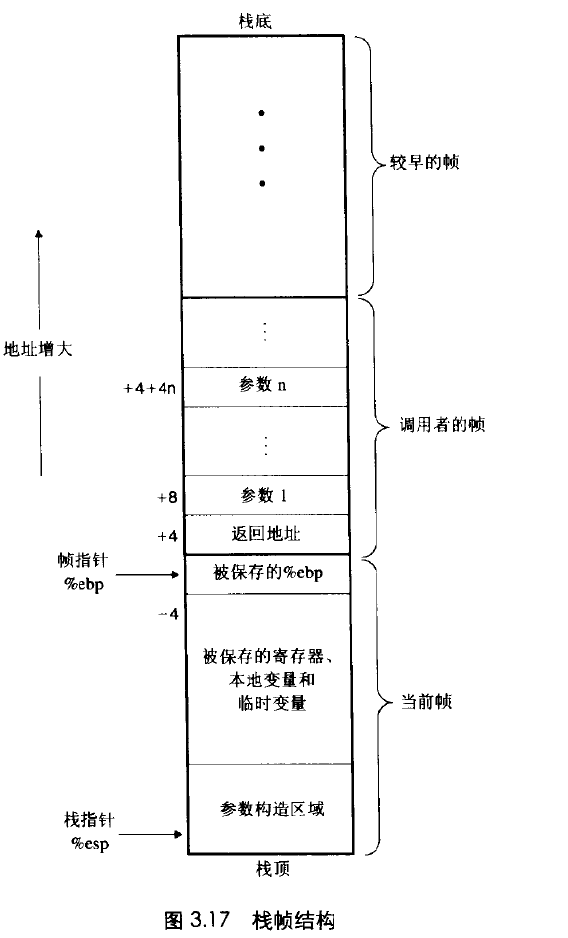 栈底
较早的帧
地址增大
+4+4n
参数 n
调用者的帧
+8
参数 1
+4
返回地址
帧指针
%ebp
被保存的%ebp
-4
被保存的寄存器、
本地变量和
临时变量
当前帧
栈指针
%esp
参数构造区域
栈顶
图 3.17 栈帧结构